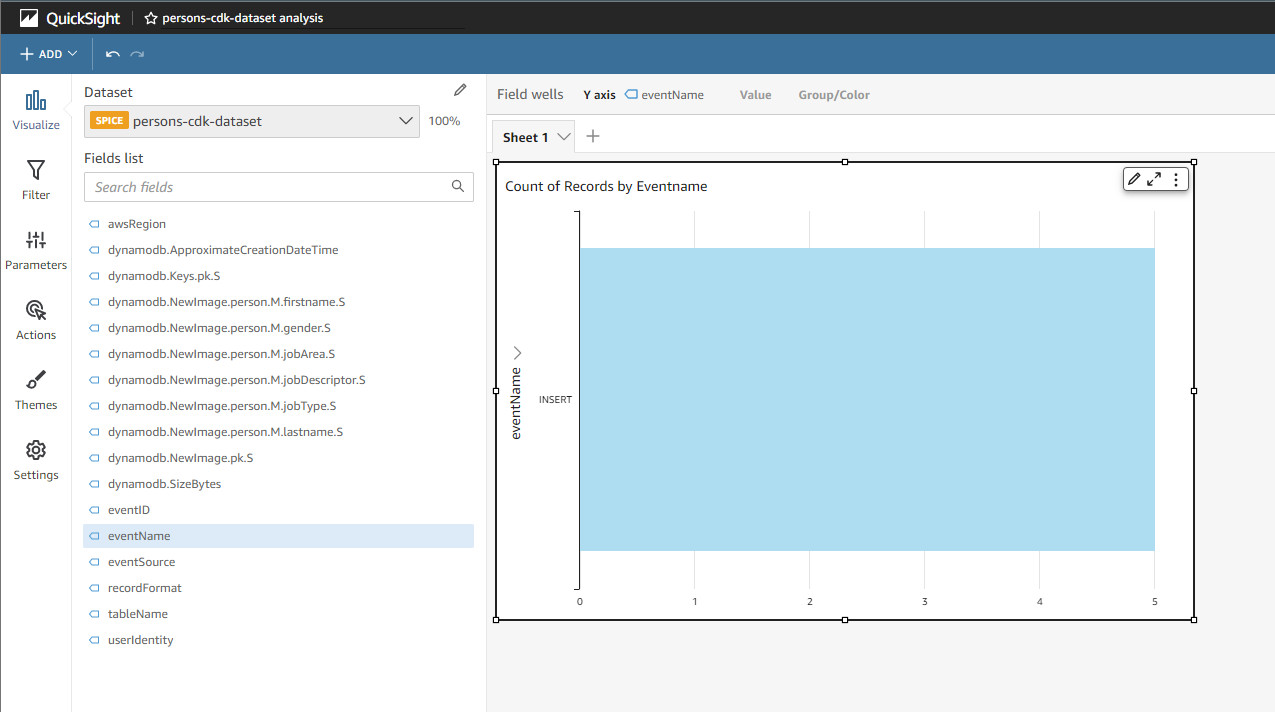 QuickSight
persons-cdk-dataset analysis
ADD
Visualize
Filter
Parameters
Actions
Themes
Settings
Dataset
SPICE persons-cdk-dataset 100%
Fields list
Search fields
awsRegion
dynamodb.ApproximateCreationDateTime
dynamodb.Keys.pk.S
dynamodb.NewImage.person.M.firstname.S
dynamodb.NewImage.person.M.gender.S
dynamodb.NewImage.person.M.jobArea.S
dynamodb.NewImage.person.M.jobDescriptor.S
dynamodb.NewImage.person.M.jobType.S
dynamodb.NewImage.person.M.lastname.S
dynamodb.NewImage.pk.S
dynamodb.SizeBytes
eventID
eventName
eventSource
recordFormat
tableName
userIdentity
Field wells Y axis eventName Value Group/Color
Sheet 1
Count of Records by Eventname
eventName
INSERT
0 1 2 3 4 5